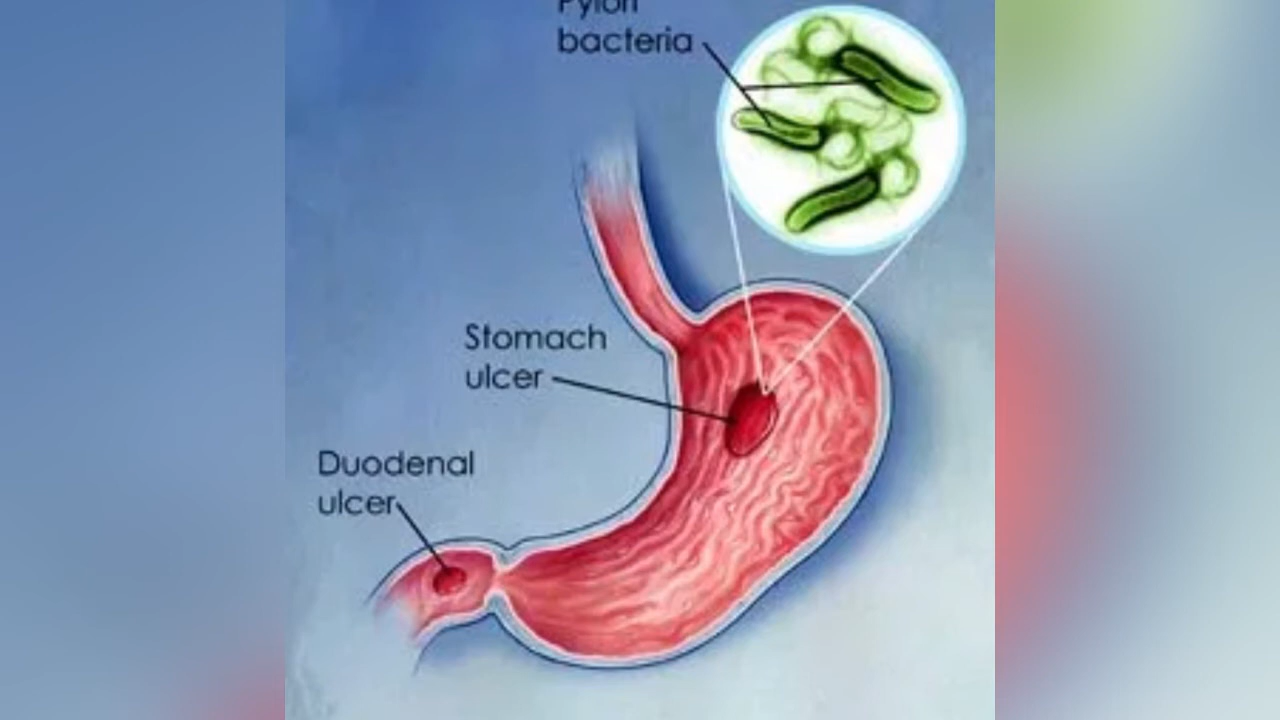 Pylori
bacteria
Stomach
ulcer
Duodenal
ulcer